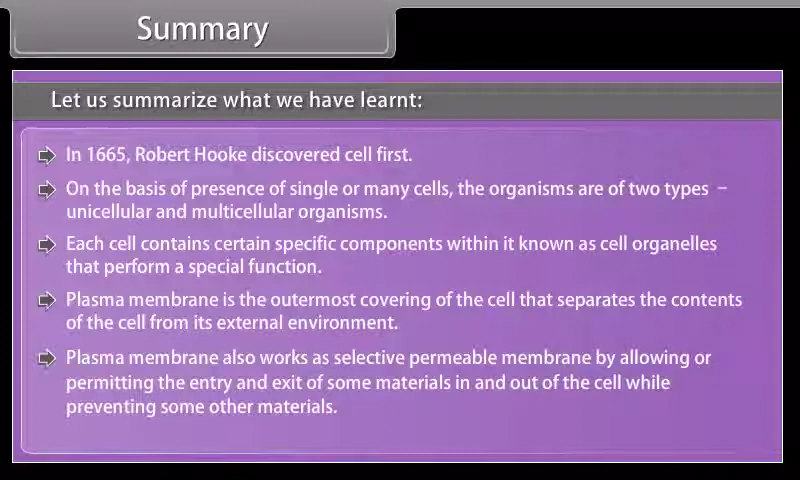 Summary
Let us summarize what we have learnt:
In 1665, Robert Hooke discovered cell first.
On the basis of presence of single or many cells, the organisms are of two types –
unicellular and multicellular organisms.
Each cell contains certain specific components within it known as cell organelles
that perform a special function.
Plasma membrane is the outermost covering of the cell that separates the contents
of the cell from its external environment.
Plasma membrane also works as selective permeable membrane by allowing or
permitting the entry and exit of some materials in and out of the cell while
preventing some other materials.